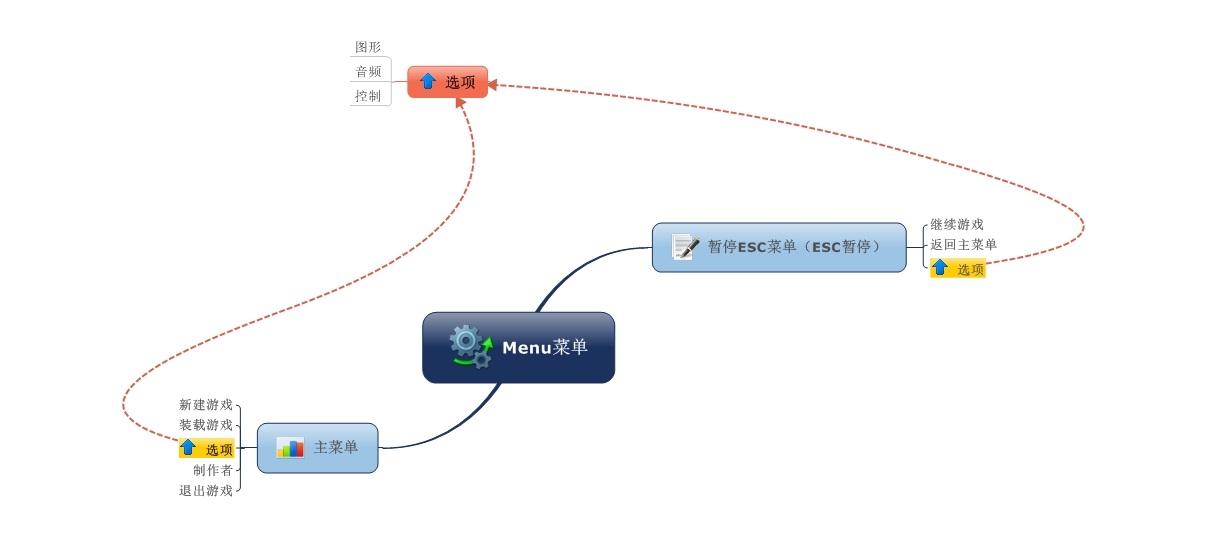 图形
音频
控制
选项
暂停ESC菜单（ESC暂停）
继续游戏
返回主菜单
选项
Menu菜单
新建游戏
装载游戏
选项
制作者
退出游戏
主菜单